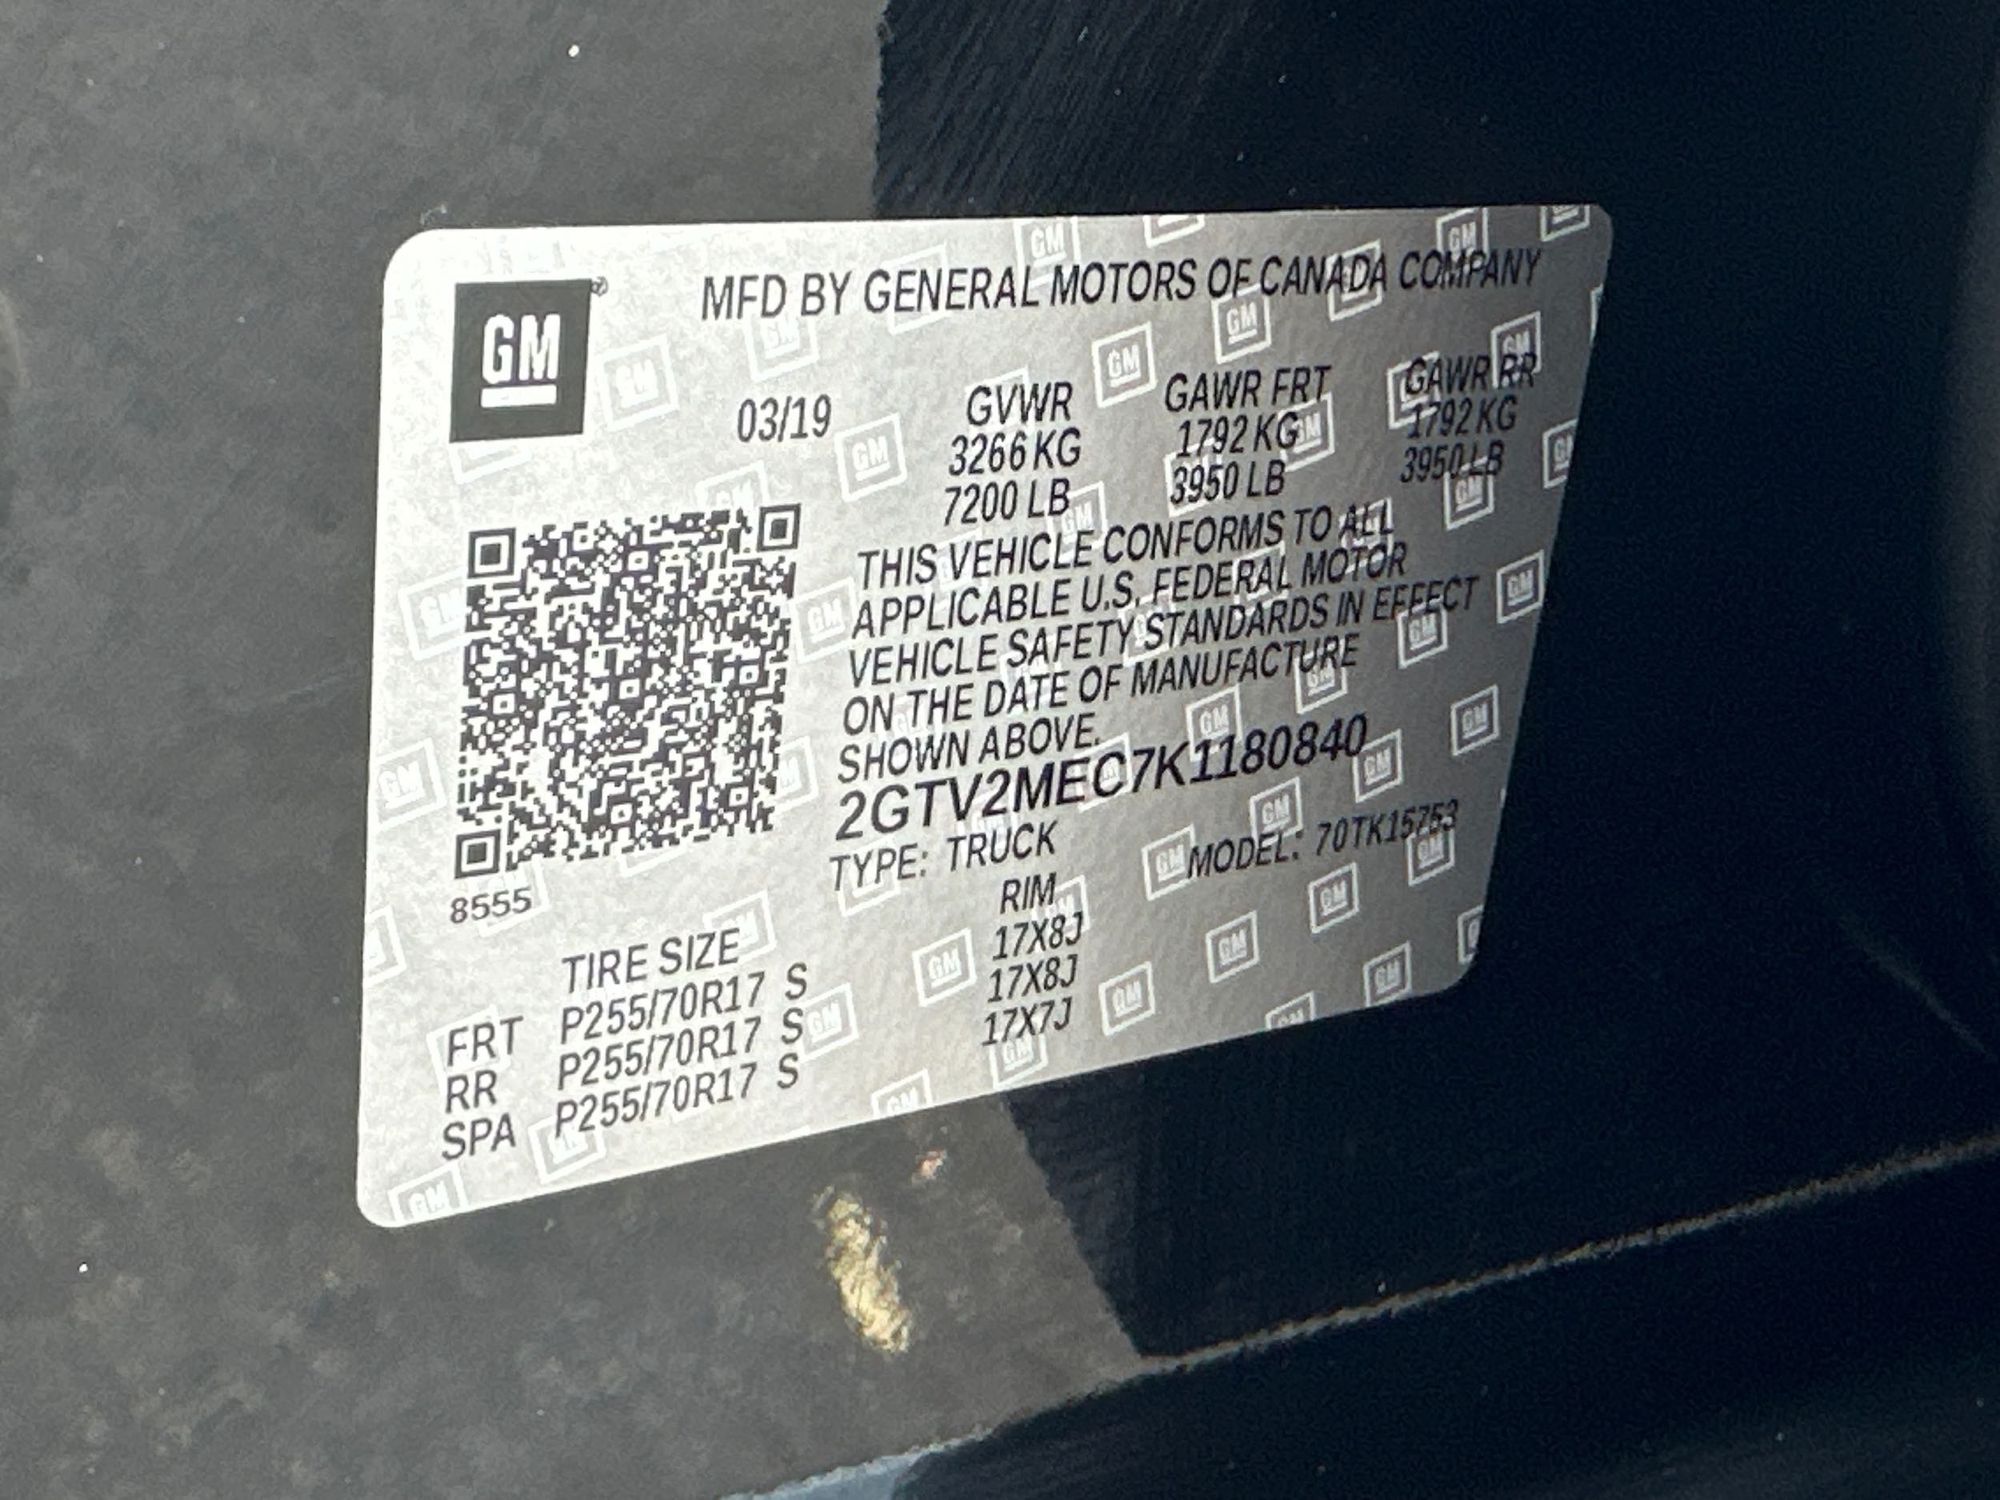 GM ®
MFD BY GENERAL MOTORS OF CANADA COMPANY
03/19 GVWR GAWR FRT GAWR RR
3266 KG 1792 KG 1792 KG
7200 LB 3950 LB 3950 LB
THIS VEHICLE CONFORMS TO ALL
APPLICABLE U.S. FEDERAL MOTOR
VEHICLE SAFETY STANDARDS IN EFFECT
ON THE DATE OF MANUFACTURE
SHOWN ABOVE.
2GTV2MEC7K1180840
TYPE: TRUCK MODEL: 70TK15753
8555
TIRE SIZE RIM
FRT P255/70R17 S 17X8J
RR P255/70R17 S 17X8J
SPA P255/70R17 S 17X7J